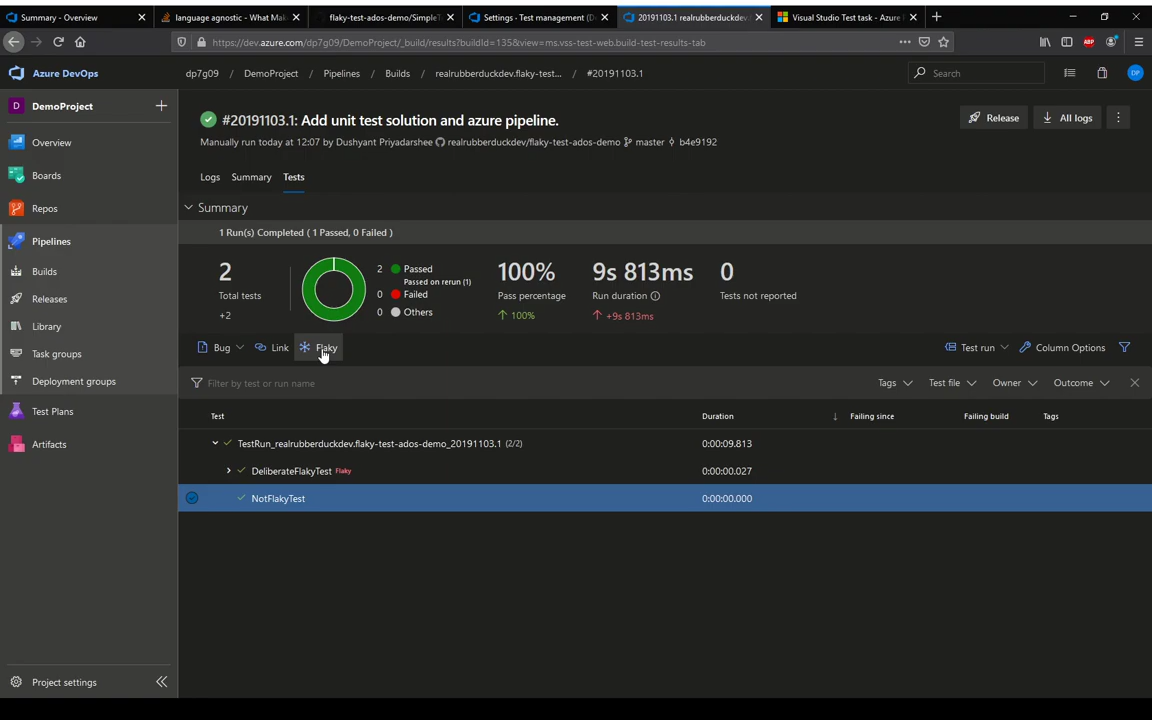 Summary - Overview
language agnostic - What Mak
flaky-test-ados-demo/SimpleT
Settings - Test management (D
20191103.1 realrubberduckdev
Visual Studio Test task - Azure
https://dev.azure.com/dp7g09/DemoProject/_build/results?buildId=135&view=ms.vss-test-web.build-test-results-tab
ABP
Azure DevOps
dp7g09 / DemoProject / Pipelines / Builds / realrubberduckdev.flaky-test... / #20191103.1
Search
DP
D DemoProject
Overview
Boards
Repos
Pipelines
Builds
Releases
Library
Task groups
Deployment groups
Test Plans
Artifacts
Project settings
#20191103.1: Add unit test solution and azure pipeline.
Manually run today at 12:07 by Dushyant Priyadarshee realrubberduckdev/flaky-test-ados-demo master b4e9192
Release
All logs
Logs Summary Tests
Summary
1 Run(s) Completed ( 1 Passed, 0 Failed )
2
Total tests
+2
2 Passed
Passed on rerun (1)
0 Failed
0 Others
100%
Pass percentage
100%
9s 813ms
Run duration
+9s 813ms
0
Tests not reported
Bug Link Flaky
Test run Column Options
Filter by test or run name
Tags Test file Owner Outcome
Test Duration Failing since Failing build Tags
TestRun_realrubberduckdev.flaky-test-ados-demo_20191103.1 (2/2) 0:00:09.813
DeliberateFlakyTest Flaky 0:00:00.027
NotFlakyTest 0:00:00.000